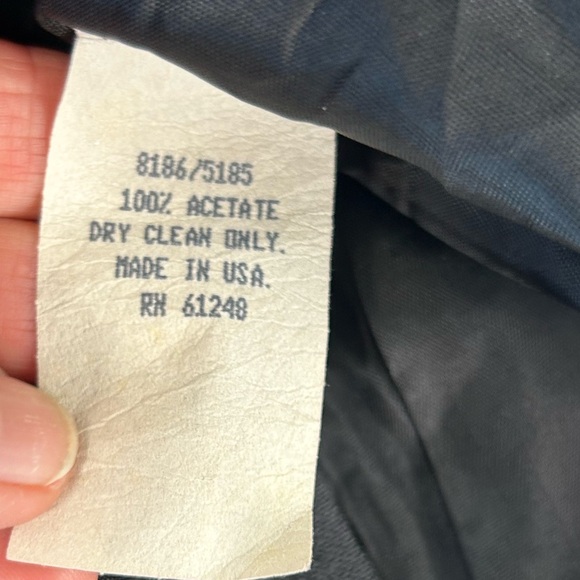 8186/5185
100% ACETATE
DRY CLEAN ONLY.
MADE IN USA.
RN 61248